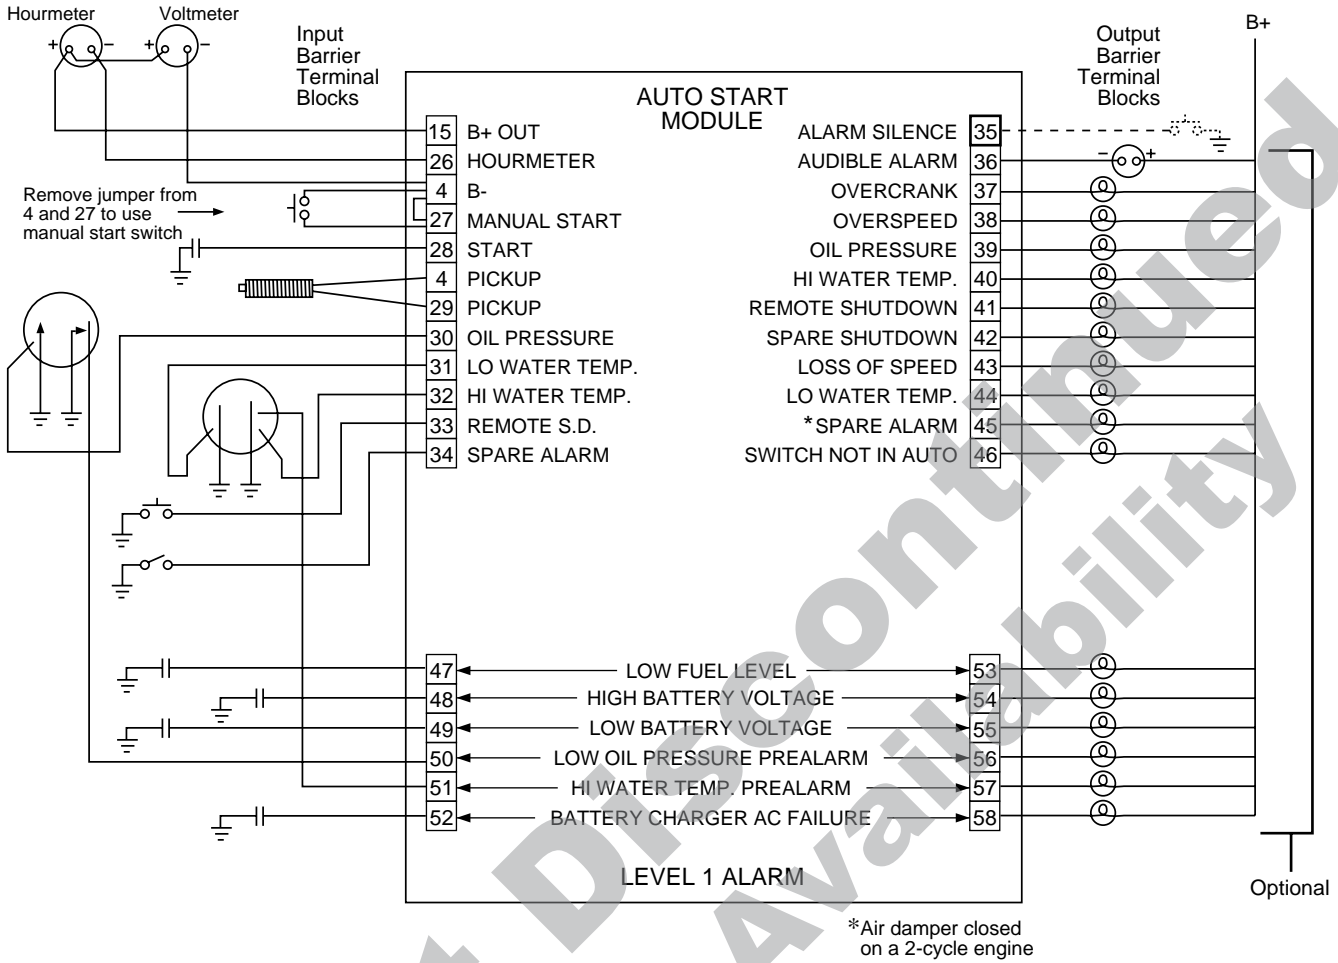 Hourmeter
Voltmeter
+ −
+ −
Input
Barrier
Terminal
Blocks
Output
Barrier
Terminal
Blocks
B+
AUTO START
MODULE
Remove jumper from
4 and 27 to use
manual start switch
15 B+ OUT
26 HOURMETER
4 B-
27 MANUAL START
28 START
4 PICKUP
29 PICKUP
30 OIL PRESSURE
31 LO WATER TEMP.
32 HI WATER TEMP.
33 REMOTE S.D.
34 SPARE ALARM
ALARM SILENCE 35
AUDIBLE ALARM 36
− +
OVERCRANK 37
OVERSPEED 38
OIL PRESSURE 39
HI WATER TEMP. 40
REMOTE SHUTDOWN 41
SPARE SHUTDOWN 42
LOSS OF SPEED 43
LO WATER TEMP. 44
*SPARE ALARM 45
SWITCH NOT IN AUTO 46
47 LOW FUEL LEVEL 53
48 HIGH BATTERY VOLTAGE 54
49 LOW BATTERY VOLTAGE 55
50 LOW OIL PRESSURE PREALARM 56
51 HI WATER TEMP. PREALARM 57
52 BATTERY CHARGER AC FAILURE 58
LEVEL 1 ALARM
Optional
*Air damper closed
on a 2-cycle engine
Discontinued
Availability